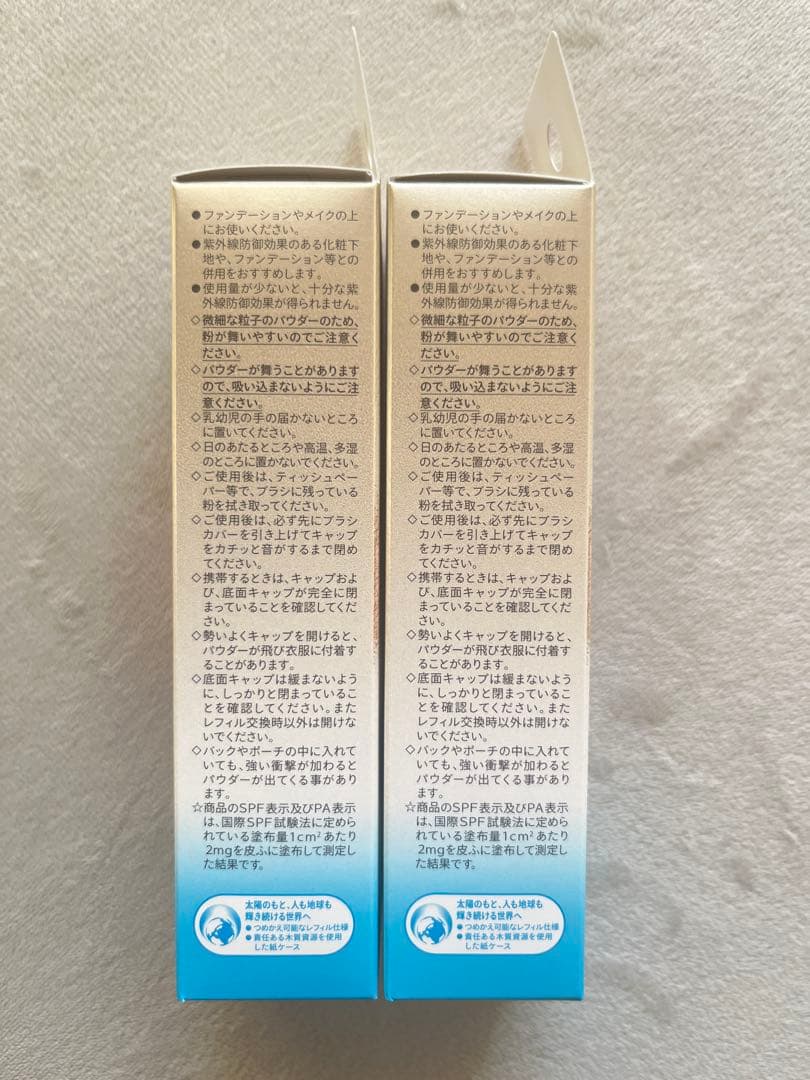 ● ファンデーションやメイクの上
にお使いください。
● 紫外線防御効果のある化粧下
地や、ファンデーション等との
併用をおすすめします。
● 使用量が少ないと、十分な紫
外線防御効果が得られません。
◇微細な粒子のパウダーのため、
粉が舞いやすいのでご注意く
ださい。
◇パウダーが舞うことがあります
ので、吸い込まないようにご注
意ください。
◇乳幼児の手の届かないところ
に置いてください。
◇日のあたるところや高温、多湿
のところに置かないでください。
◇ご使用後は、ティッシュペー
パー等で、ブラシに残っている
粉を拭き取ってください。
◇ご使用後は、必ず先にブラシ
カバーを引き上げてキャップ
をカチッと音がするまで閉め
てください。
◇携帯するときは、キャップおよ
び、底面キャップが完全に閉
まっていることを確認してくだ
さい。
◇勢いよくキャップを開けると、
パウダーが飛び衣服に付着す
ることがあります。
◇底面キャップは緩まないよう
に、しっかりと閉まっているこ
とを確認してください。また
レフィル交換時以外は開けな
いでください。
◇バックやポーチの中に入れて
いても、強い衝撃が加わると
パウダーが出てくる事があり
ます。
☆商品のSPF表示及びPA表示
は、国際SPF試験法に定めら
れている塗布量1cm²あたり
2mgを皮ふに塗布して測定し
た結果です。
太陽のもと、人も地球も
輝き続ける世界へ
● つめかえ可能なレフィル仕様
● 責任ある木質資源を使用
した紙ケース
● ファンデーションやメイクの上
にお使いください。
● 紫外線防御効果のある化粧下
地や、ファンデーション等との
併用をおすすめします。
● 使用量が少ないと、十分な紫
外線防御効果が得られません。
◇微細な粒子のパウダーのため、
粉が舞いやすいのでご注意く
ださい。
◇パウダーが舞うことがあります
ので、吸い込まないようにご注
意ください。
◇乳幼児の手の届かないところ
に置いてください。
◇日のあたるところや高温、多湿
のところに置かないでください。
◇ご使用後は、ティッシュペー
パー等で、ブラシに残っている
粉を拭き取ってください。
◇ご使用後は、必ず先にブラシ
カバーを引き上げてキャップ
をカチッと音がするまで閉め
てください。
◇携帯するときは、キャップおよ
び、底面キャップが完全に閉
まっていることを確認してくだ
さい。
◇勢いよくキャップを開けると、
パウダーが飛び衣服に付着す
ることがあります。
◇底面キャップは緩まないよう
に、しっかりと閉まっているこ
とを確認してください。また
レフィル交換時以外は開けな
いでください。
◇バックやポーチの中に入れて
いても、強い衝撃が加わると
パウダーが出てくる事があり
ます。
☆商品のSPF表示及びPA表示
は、国際SPF試験法に定めら
れている塗布量1cm²あたり
2mgを皮ふに塗布して測定し
た結果です。
太陽のもと、人も地球も
輝き続ける世界へ
● つめかえ可能なレフィル仕様
● 責任ある木質資源を使用
した紙ケース